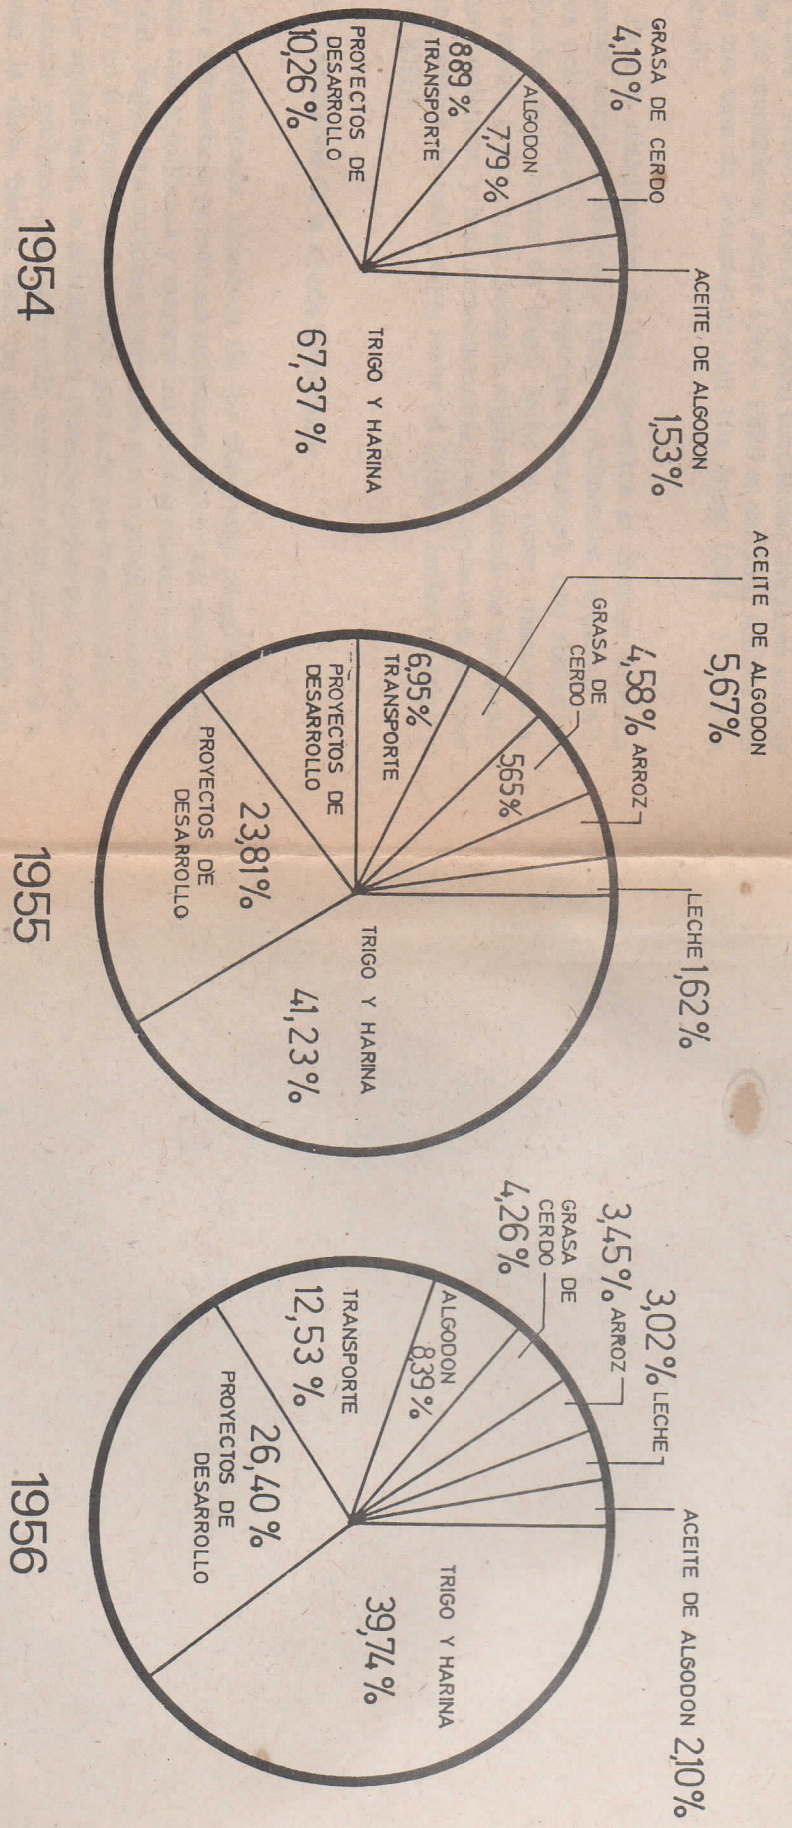 GRASA DE CERDO
4,10%
ACEITE DE ALGODON
1,53%
ALGODON
7,79%
8,89%
TRANSPORTE
PROYECTOS DE
DESARROLLO
10,26%
TRIGO Y HARINA
67,37%
1954
ACEITE DE ALGODON
5,67%
GRASA DE
CERDO
5,65%
4,58% ARROZ
LECHE 1,62%
6,95%
TRANSPORTE
PROYECTOS DE
DESARROLLO
23,81%
PROYECTOS DE
DESARROLLO
TRIGO Y HARINA
41,23%
1955
3,02% LECHE
3,45% ARROZ
GRASA DE
CERDO
4,26%
ACEITE DE ALGODON 2,10%
ALGODON
8,39%
TRANSPORTE
12,53%
26,40%
PROYECTOS DE
DESARROLLO
TRIGO Y HARINA
39,74%
1956